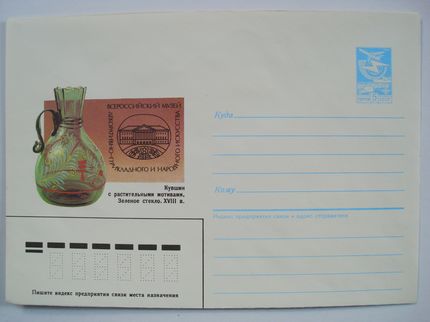 ВСЕРОССИЙСКИЙ МУЗЕЙ
ДЕКОРАТИВНО-ПРИКЛАДНОГО И НАРОДНОГО ИСКУССТВА
Кувшин
с растительными мотивами.
Зеленое стекло. XVIII в.
Куда
Кому
Индекс предприятия связи и адрес отправителя
Пишите индекс предприятия связи места назначения